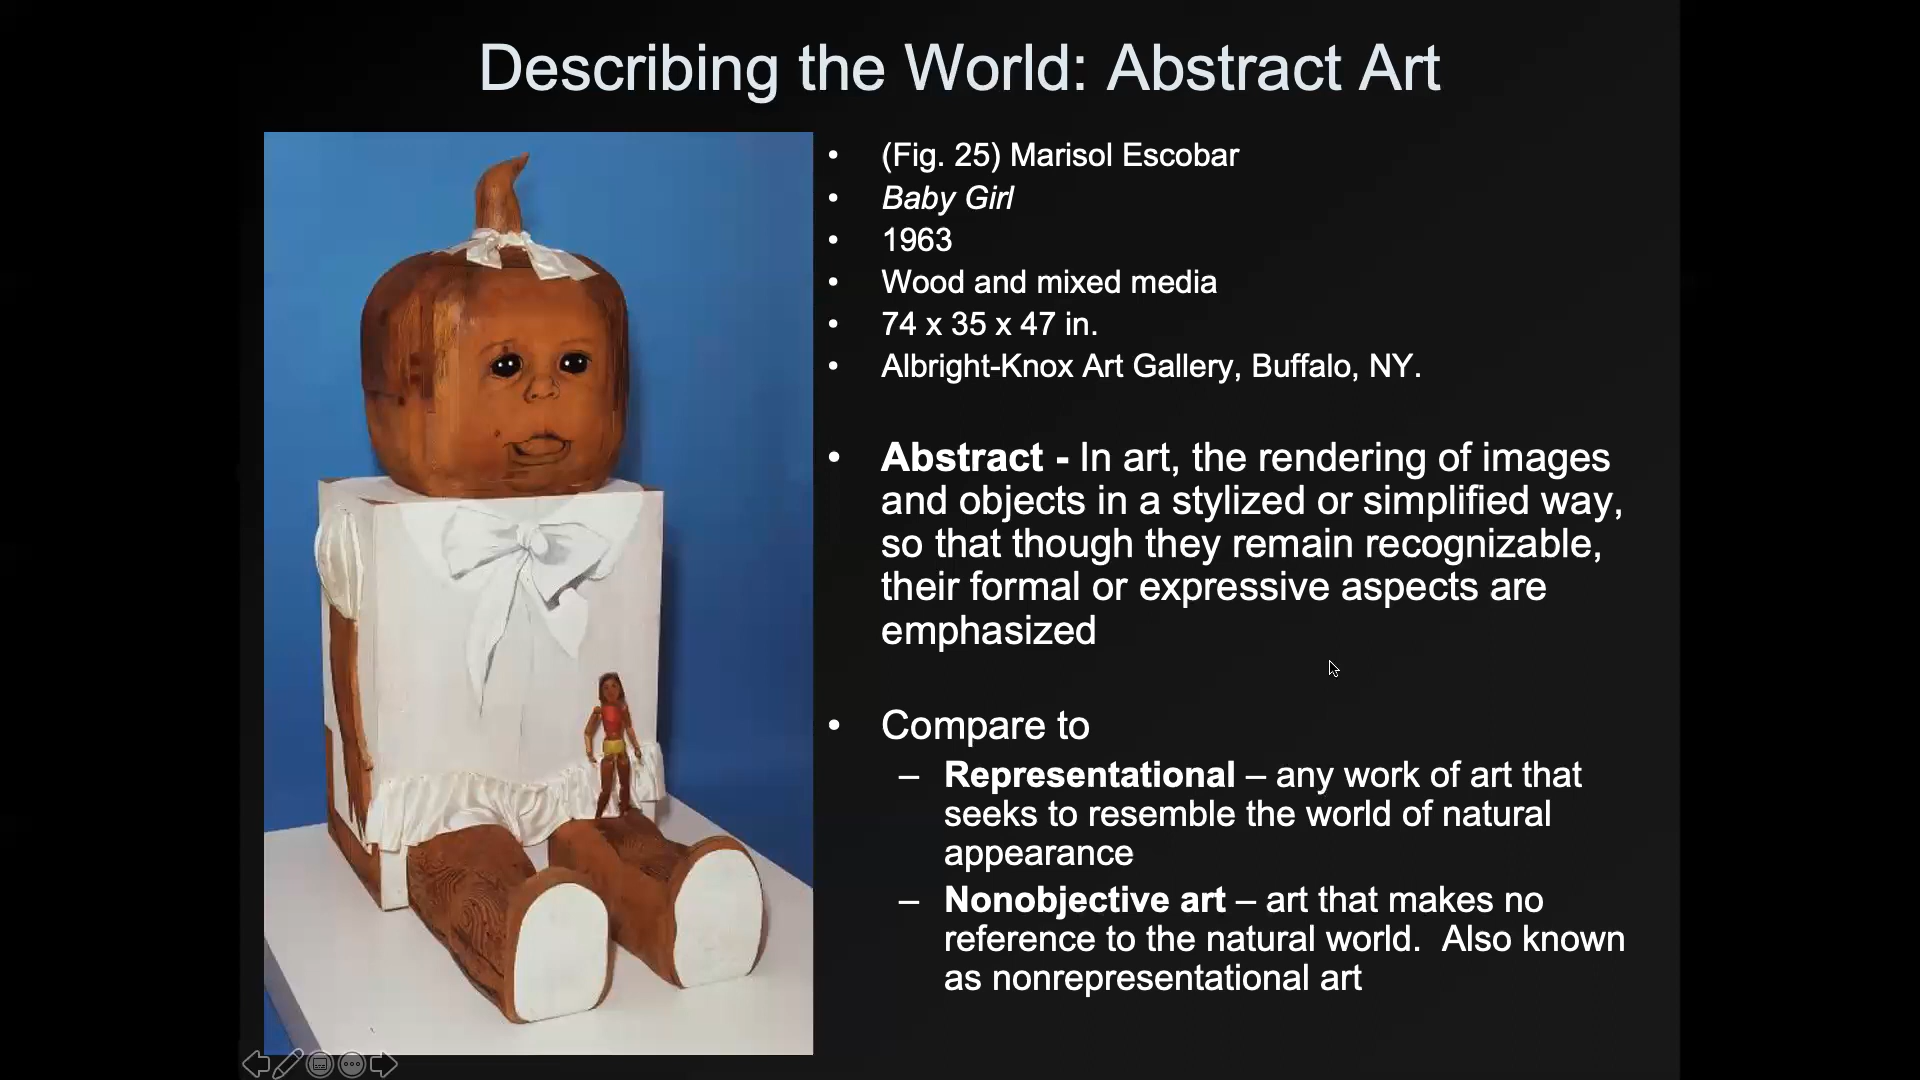 Describing the World: Abstract Art
• (Fig. 25) Marisol Escobar
• Baby Girl
• 1963
• Wood and mixed media
• 74 x 35 x 47 in.
• Albright-Knox Art Gallery, Buffalo, NY.
• Abstract - In art, the rendering of images
and objects in a stylized or simplified way,
so that though they remain recognizable,
their formal or expressive aspects are
emphasized
• Compare to
– Representational – any work of art that
seeks to resemble the world of natural
appearance
– Nonobjective art – art that makes no
reference to the natural world.  Also known
as nonrepresentational art